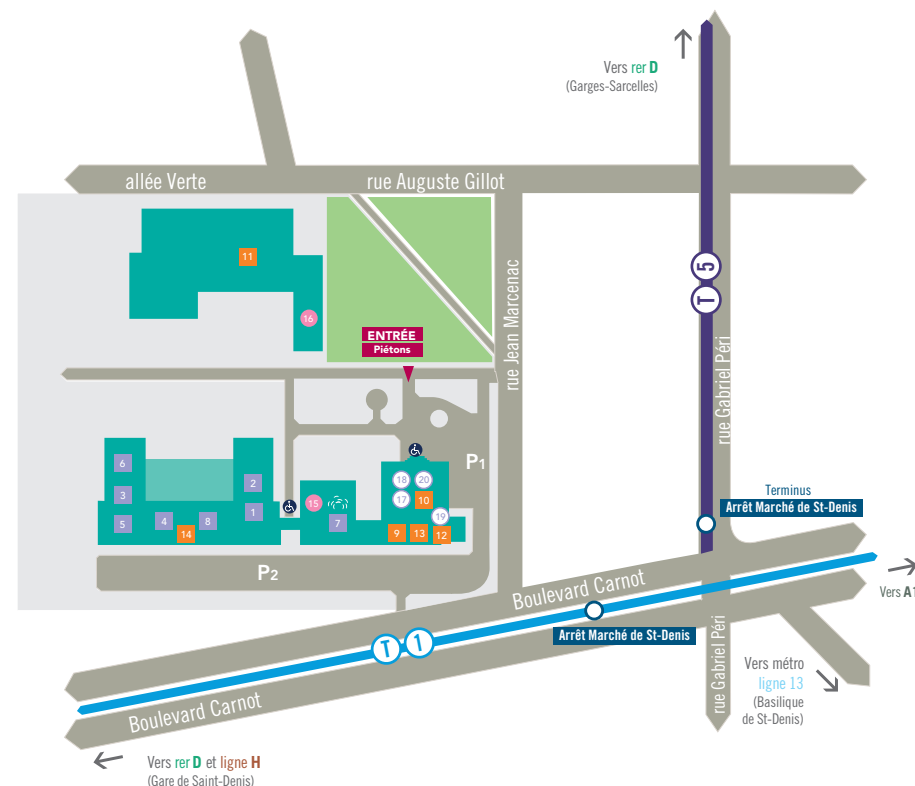 Vers rer D
(Garges-Sarcelles)
allée Verte
rue Auguste Gillot
11
16
ENTRÉE
Piétons
rue Jean Marcenac
T 5
rue Gabriel Péri
P1
6
3
5
4
14
8
2
1
15
7
18
20
17
10
19
9
13
12
P2
Terminus
Arrêt Marché de St-Denis
Boulevard Carnot
Vers A1
Arrêt Marché de St-Denis
T 1
rue Gabriel Péri
Vers métro
ligne 13
(Basilique
de St-Denis)
Boulevard Carnot
Vers rer D et ligne H
(Gare de Saint-Denis)